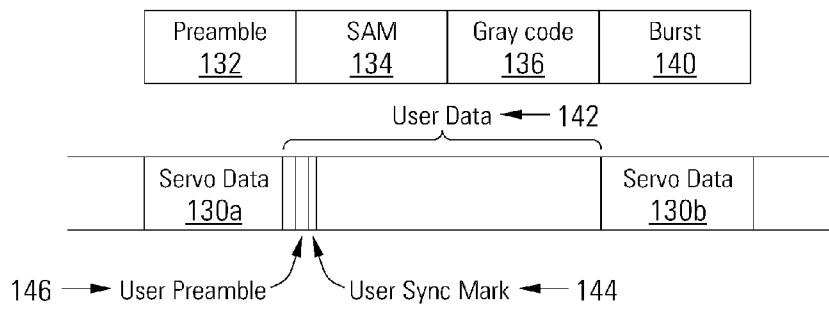 Preamble SAM Gray code Burst
132 134 136 140
User Data 142
Servo Data Servo Data
130a 130b
146 User Preamble User Sync Mark 144